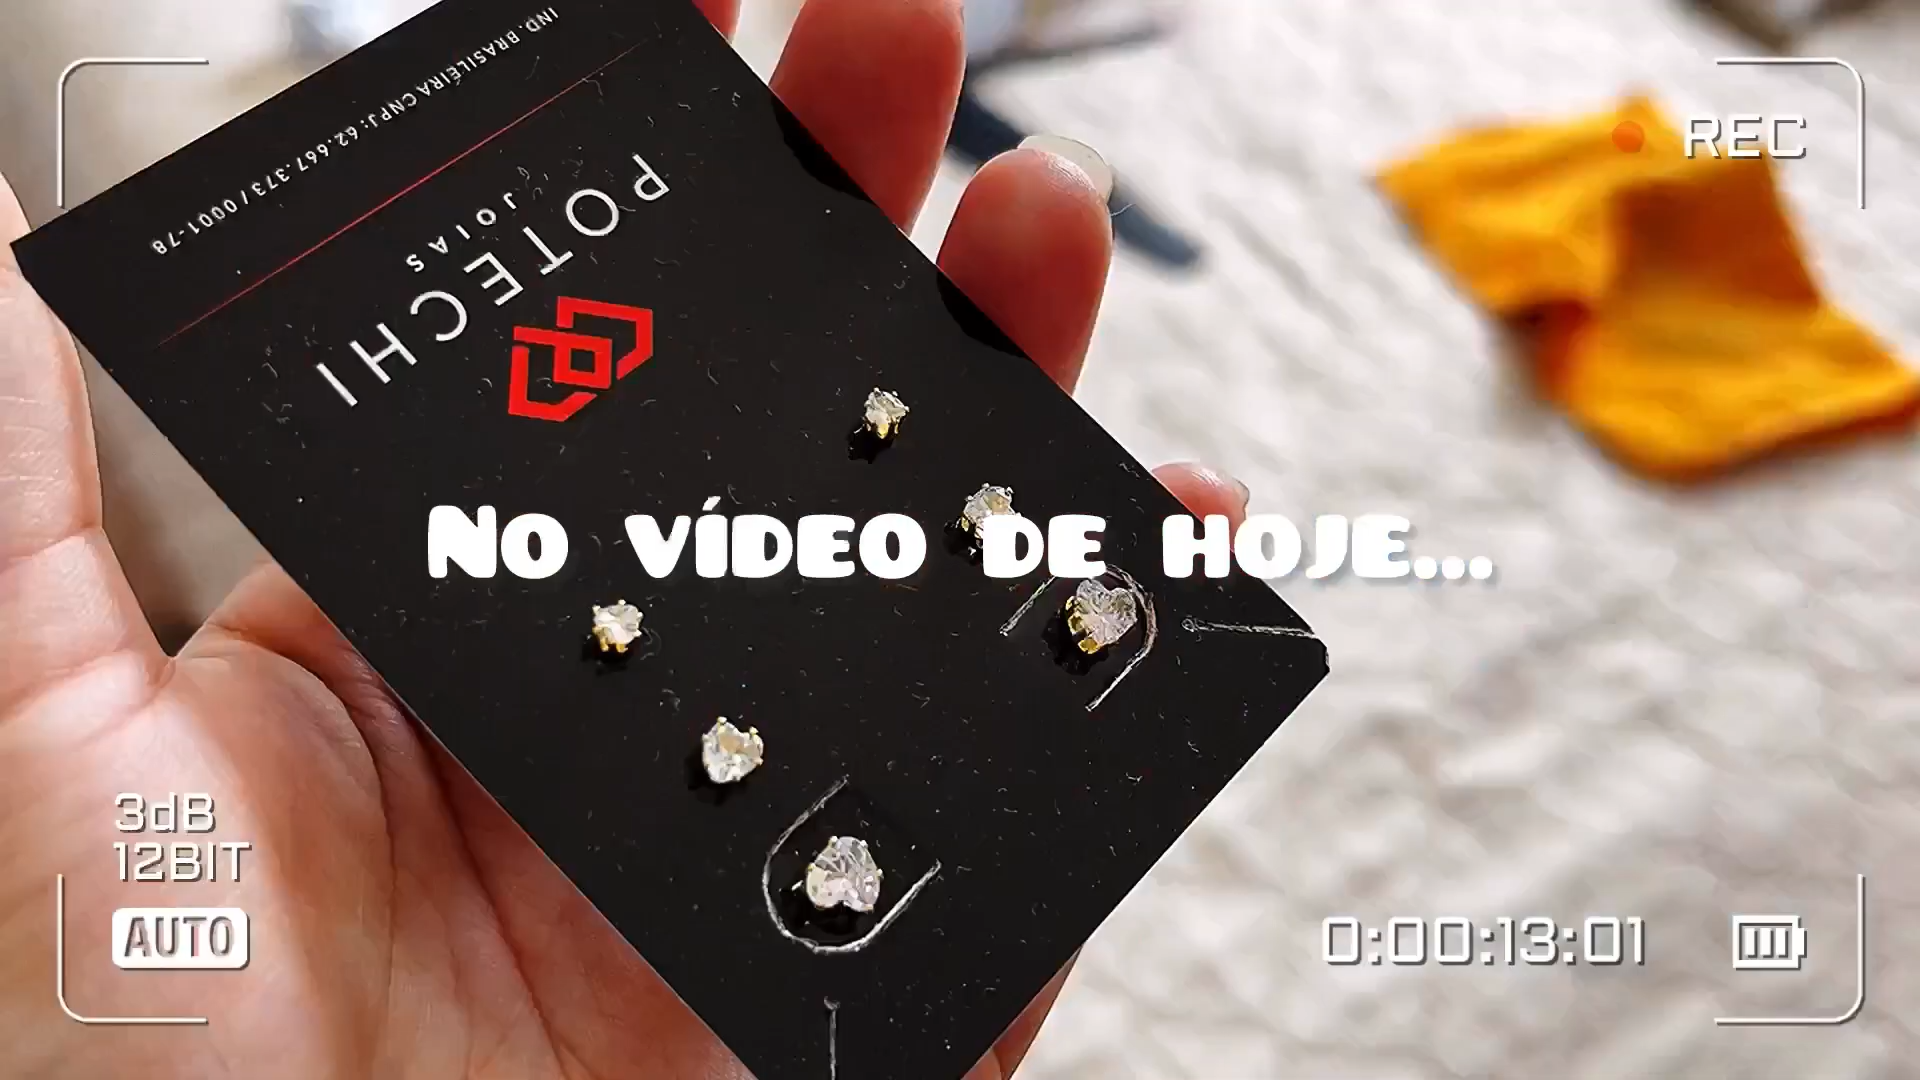 REC
IND. BRASILEIRA CNPJ: 62.667.373/0001-78
POTECHI
JOIAS
No vídeo de hoje...
3dB
12BIT
AUTO
0:00:13:01